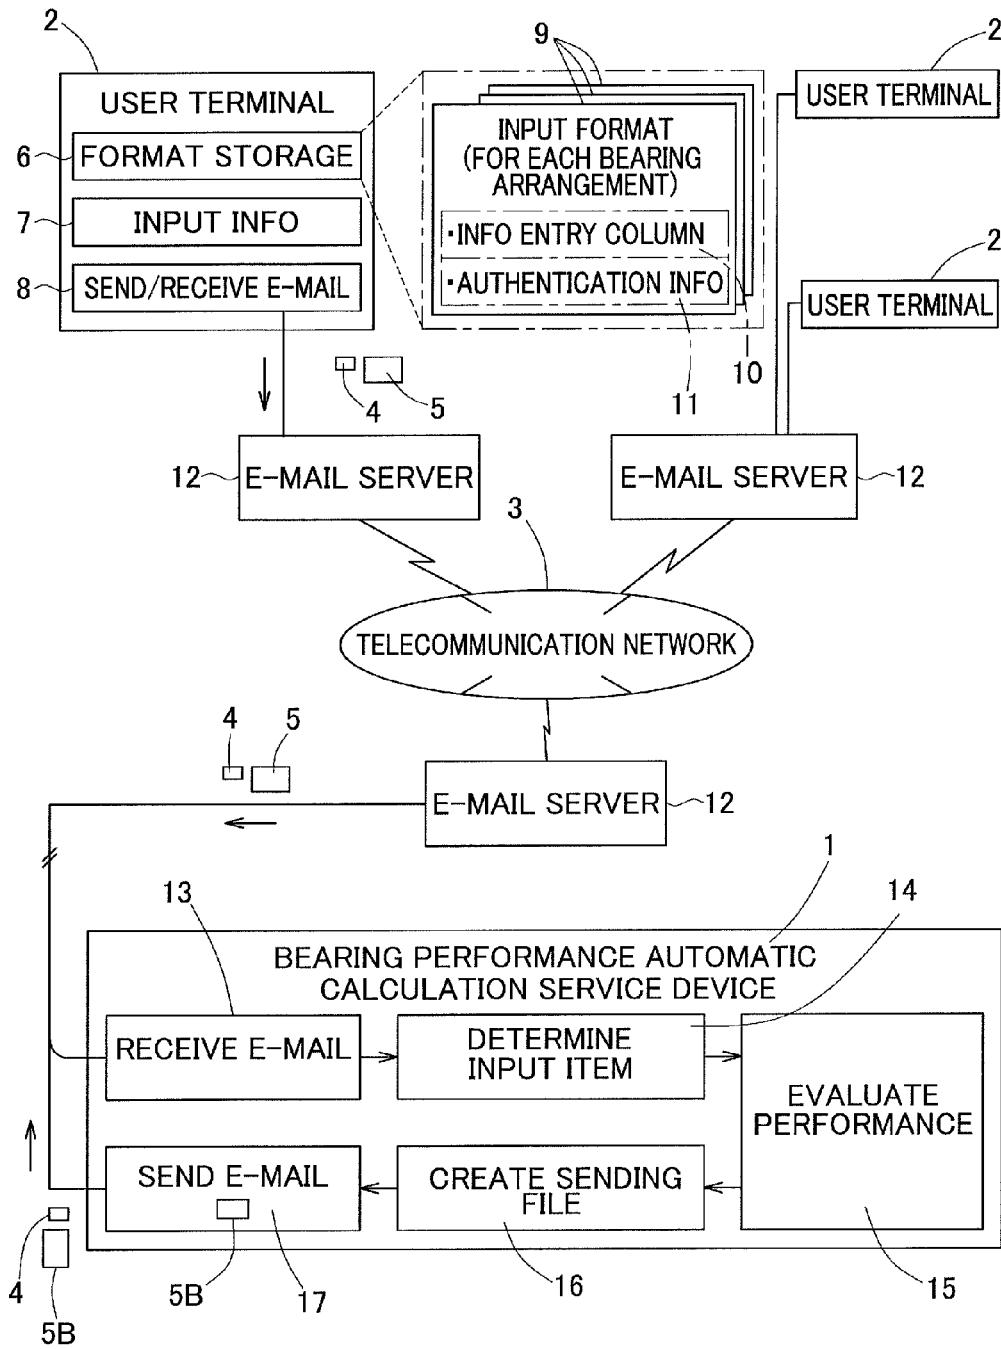 2
9
2
USER TERMINAL
6
FORMAT STORAGE
7
INPUT INFO
8
SEND/RECEIVE E-MAIL
INPUT FORMAT
(FOR EACH BEARING
ARRANGEMENT)
·INFO ENTRY COLUMN
·AUTHENTICATION INFO
10
11
USER TERMINAL
2
USER TERMINAL
4
5
12
E-MAIL SERVER
E-MAIL SERVER
12
3
TELECOMMUNICATION NETWORK
4
5
E-MAIL SERVER
12
1
13
14
BEARING PERFORMANCE AUTOMATIC
CALCULATION SERVICE DEVICE
RECEIVE E-MAIL
DETERMINE
INPUT ITEM
EVALUATE
PERFORMANCE
SEND E-MAIL
5B
CREATE SENDING
FILE
4
5B
17
16
15
5B